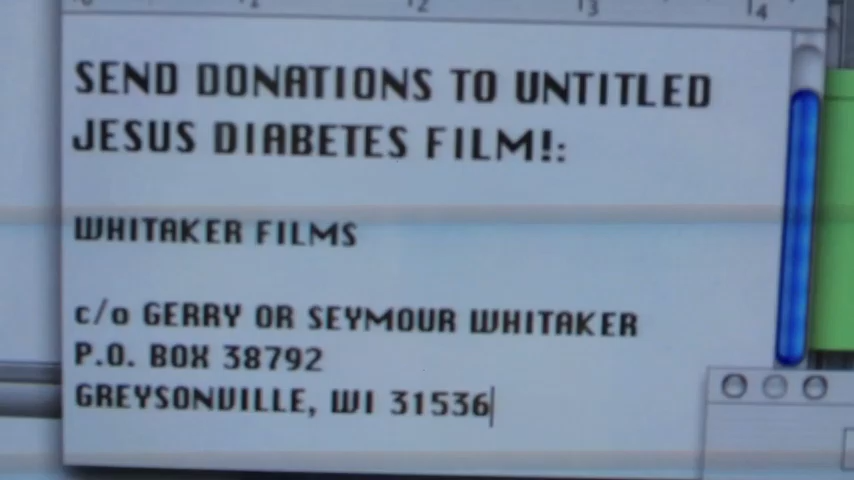 SEND DONATIONS TO UNTITLED
JESUS DIABETES FILM!:
WHITAKER FILMS
c/o GERRY OR SEYMOUR WHITAKER
P.O. BOX 38792
GREYSONVILLE, WI 31536